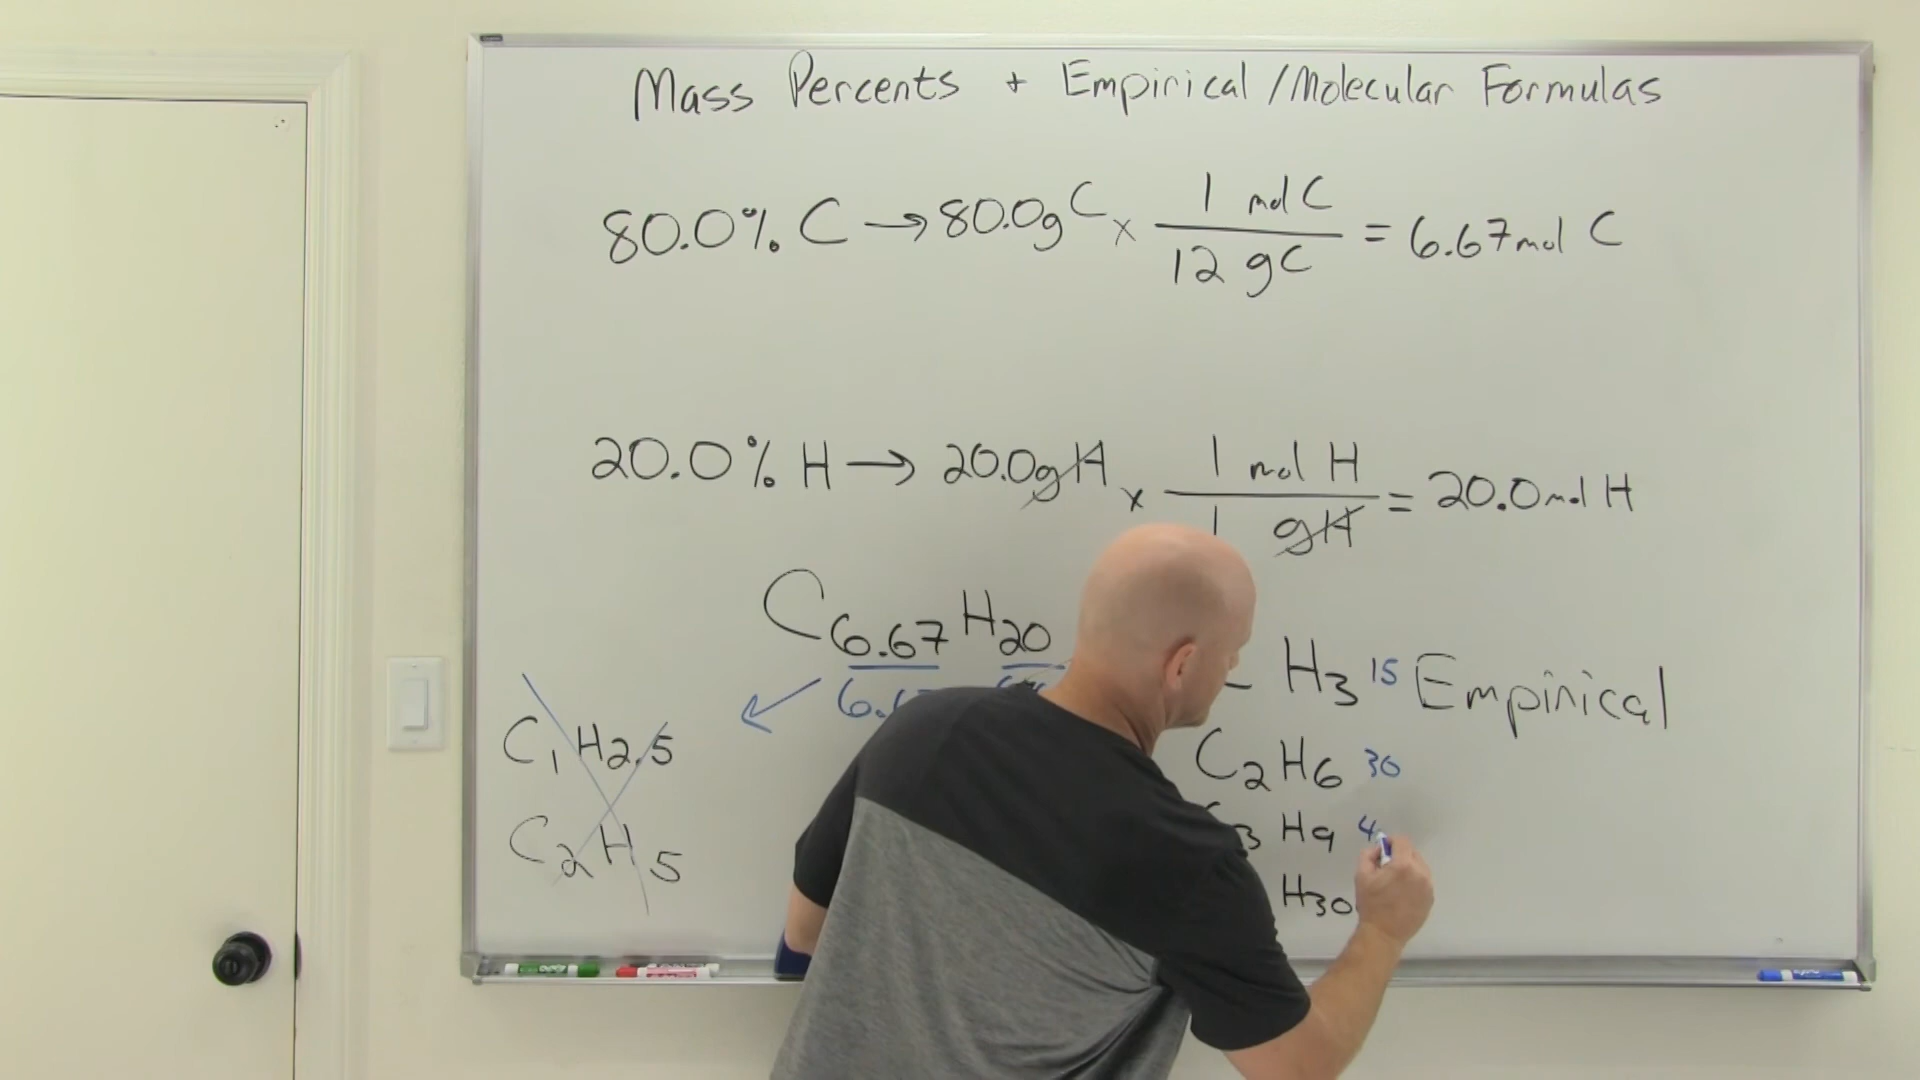 Mass Percents + Empirical/Molecular Formulas
80.0% C → 80.0g C x 1 mol C / 12 g C = 6.67 mol C
20.0% H → 20.0g H x 1 mol H / 1 g H = 20.0 mol H
C6.67 H20
H3 15 Empirical
C1 H2.5
C2 H6 30
3 H9 4
C2 H5
H30